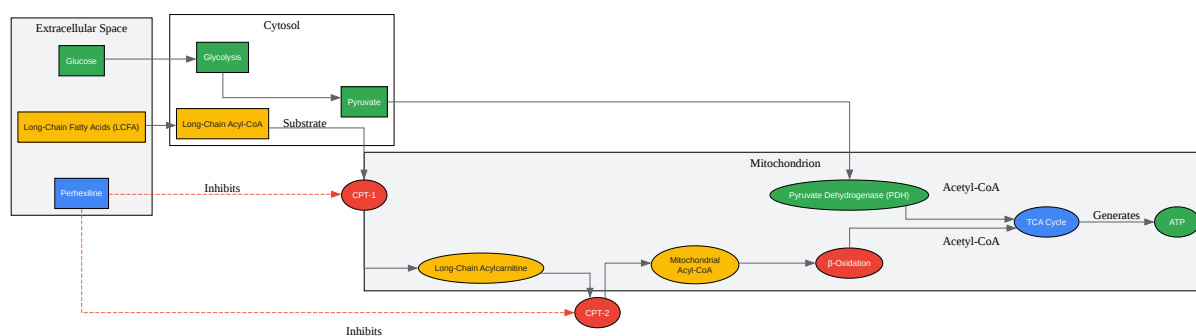 Extracellular Space
Cytosol
Glucose
Glycolysis
Pyruvate
Long-Chain Fatty Acids (LCFA)
Long-Chain Acyl-CoA
Substrate
Mitochondrion
Perhexiline
Inhibits
CPT-1
Pyruvate Dehydrogenase (PDH)
Acetyl-CoA
TCA Cycle
Generates
ATP
Acetyl-CoA
Long-Chain Acylcarnitine
Mitochondrial
Acyl-CoA
β-Oxidation
CPT-2
Inhibits